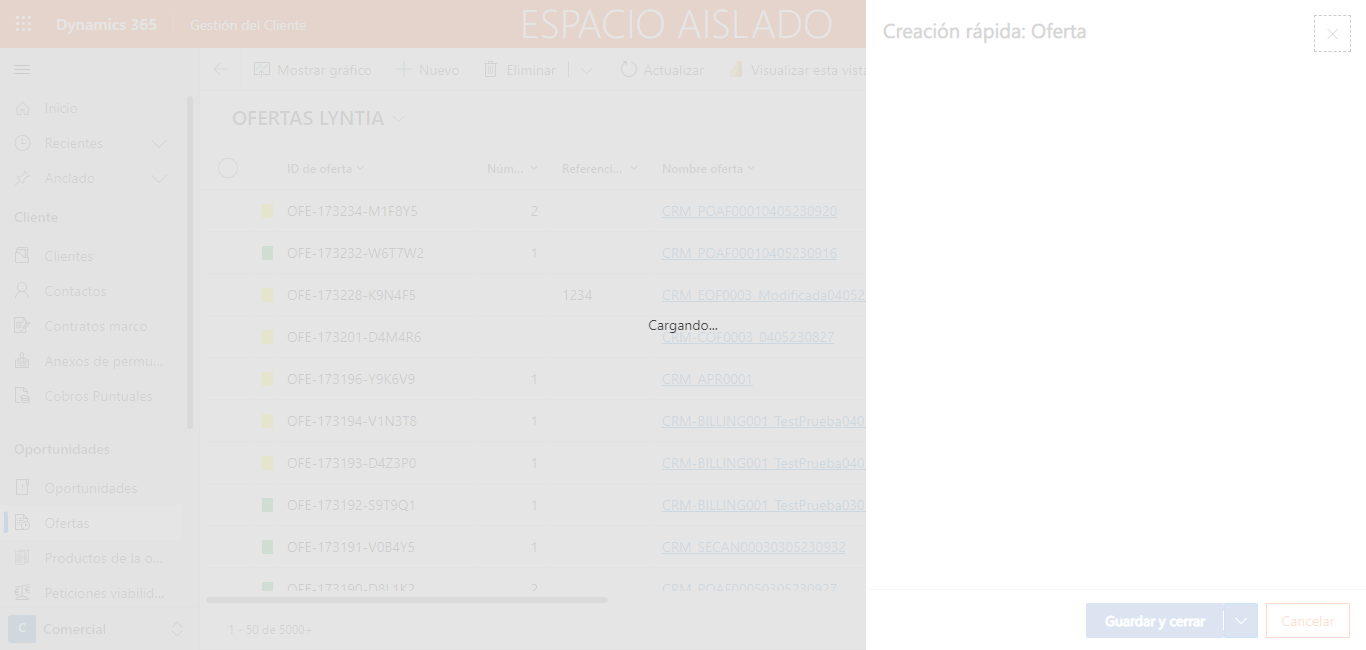 Dynamics 365
Gestión del Cliente
ESPACIO AISLADO
Creación rápida: Oferta
Mostrar gráfico
Nuevo
Eliminar
Actualizar
Visualizar esta vista
Inicio
Recientes
Anclado
Cliente
Clientes
Contactos
Contratos marco
Anexos de permu...
Cobros Puntuales
Oportunidades
Oportunidades
Ofertas
Productos de la o...
Peticiones viabilid...
C Comercial
OFERTAS LYNTIA
ID de oferta Núm... Referenci... Nombre oferta
OFE-173234-M1F8Y5 2 CRM_POAF00010405230920
OFE-173232-W6T7W2 1 CRM_POAF00010405230916
OFE-173228-K9N4F5 1234 CRM_EOF0003_Modificada04052
Cargando...
OFE-173201-D4M4R6 CRM-COF0003_0405230827
OFE-173196-Y9K6V9 1 CRM_APR0001
OFE-173194-V1N3T8 1 CRM-BILLING001_TestPrueba040
OFE-173193-D4Z3P0 1 CRM-BILLING001_TestPrueba040
OFE-173192-S9T9Q1 1 CRM-BILLING001_TestPrueba030
OFE-173191-V0B4Y5 1 CRM_SECAN00030305230932
OFE-173190-D8L1K2 2 CRM_POAF00050305230927
1 - 50 de 5000+
Guardar y cerrar
Cancelar